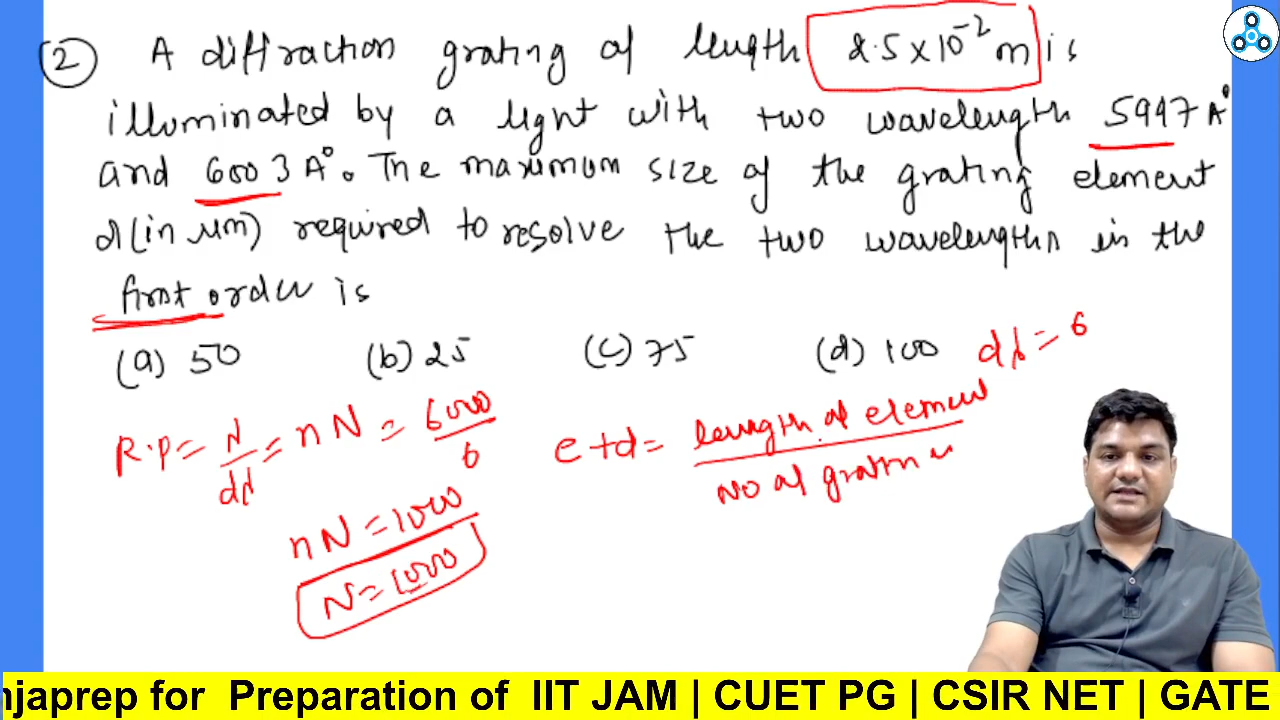 (2) A diffraction grating of length 2.5 x 10⁻² m is
illuminated by a light with two wavelength 5997 A°
and 6003 A°. The maximum size of the grating element
d (in μm) required to resolve the two wavelengths in the
first order is
(a) 50 (b) 25 (c) 75 (d) 100
dλ = 6
R.P = λ/dλ = nN = 6000/6
e+d = length of element / No of grating
nN = 1000
N = 1000
njaprep for Preparation of IIT JAM | CUET PG | CSIR NET | GATE